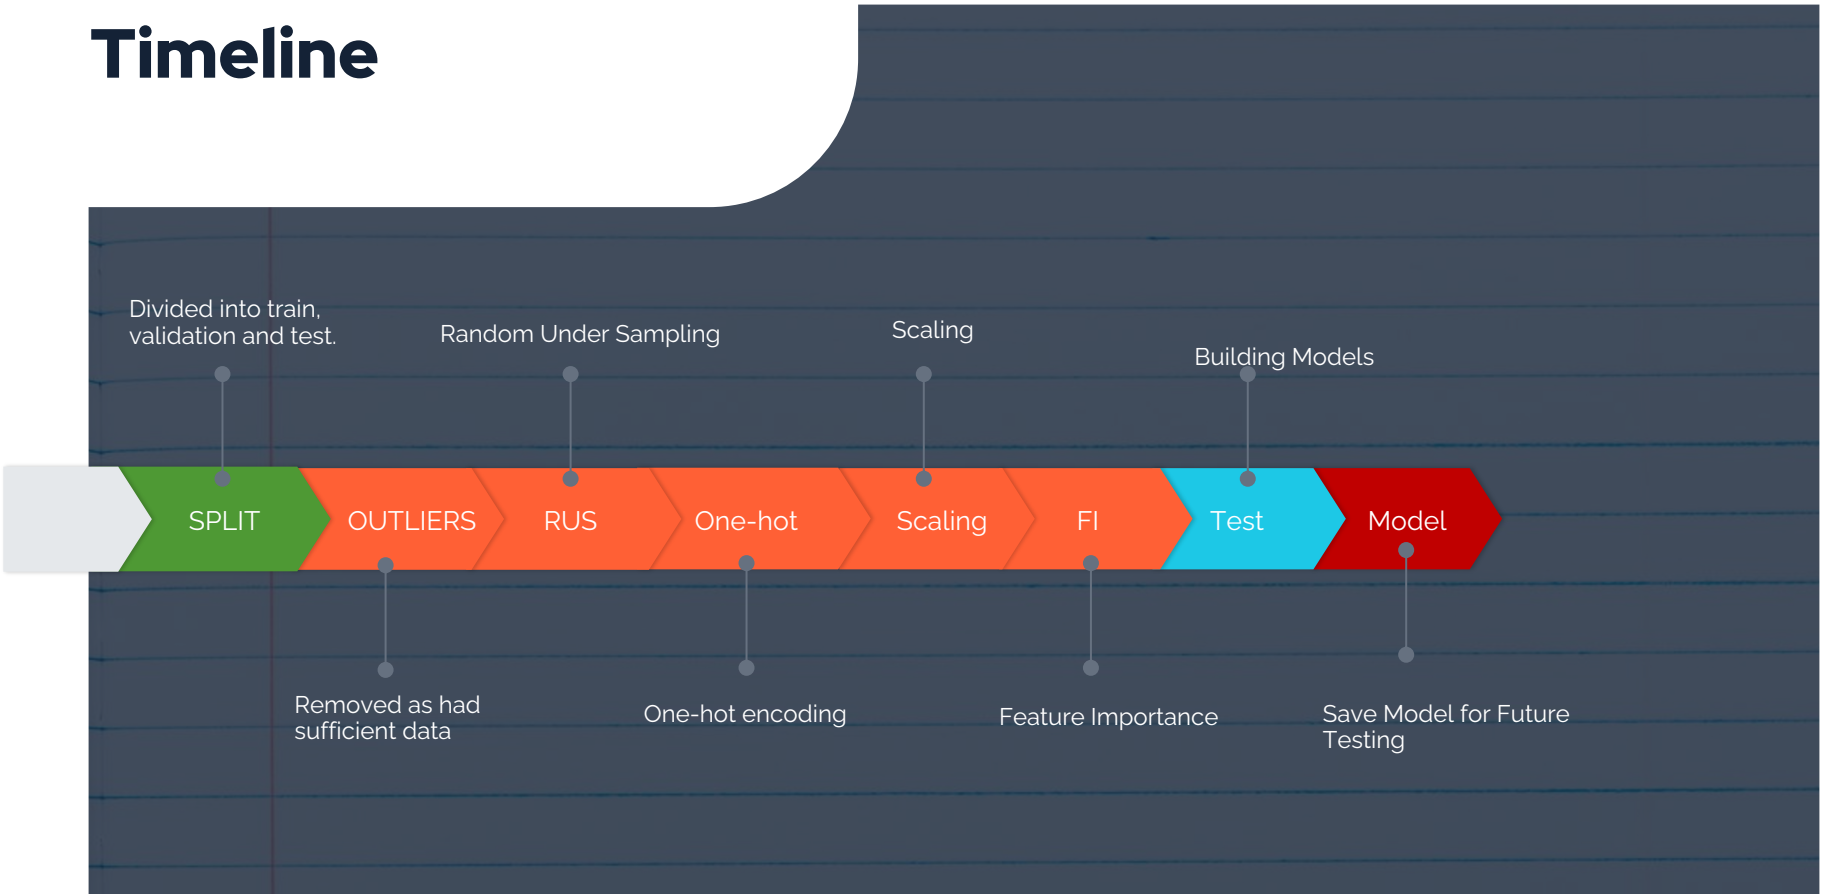 Timeline
Divided into train,
validation and test.
Random Under Sampling
Scaling
Building Models
SPLIT
OUTLIERS
RUS
One-hot
Scaling
FI
Test
Model
Removed as had
sufficient data
One-hot encoding
Feature Importance
Save Model for Future
Testing